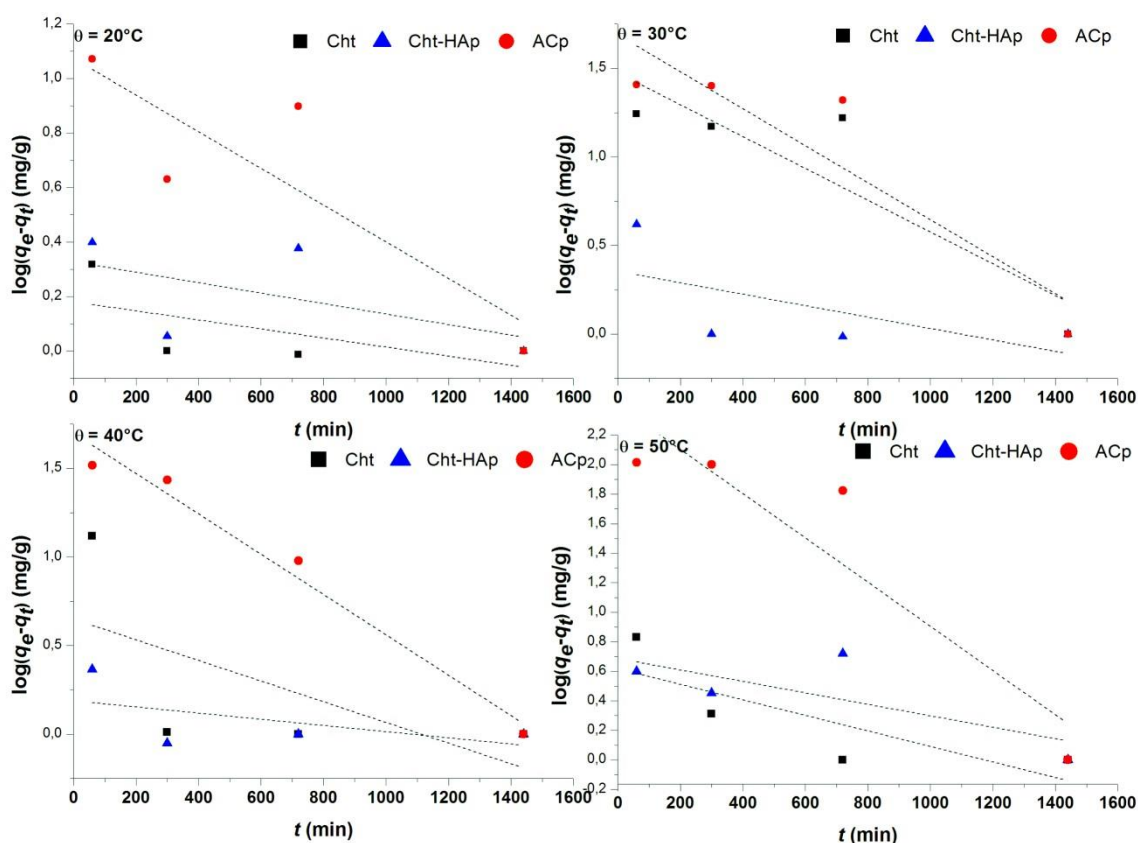 θ = 20°C
Cht Cht-HAp ACp
log(qe-qt) (mg/g)
1,2
1,0
0,8
0,6
0,4
0,2
0,0
0 200 400 600 800 1000 1200 1400 1600
t (min)
θ = 30°C
Cht Cht-HAp ACp
log(qe-qt) (mg/g)
1,5
1,0
0,5
0,0
0 200 400 600 800 1000 1200 1400 1600
t (min)
θ = 40°C
Cht Cht-HAp ACp
log(qe-qt) (mg/g)
1,5
1,0
0,5
0,0
0 200 400 600 800 1000 1200 1400 1600
t (min)
θ = 50°C
Cht Cht-HAp ACp
log(qe-qt) (mg/g)
2,2
2,0
1,8
1,6
1,4
1,2
1,0
0,8
0,6
0,4
0,2
0,0
0,2
0 200 400 600 800 1000 1200 1400 1600
t (min)